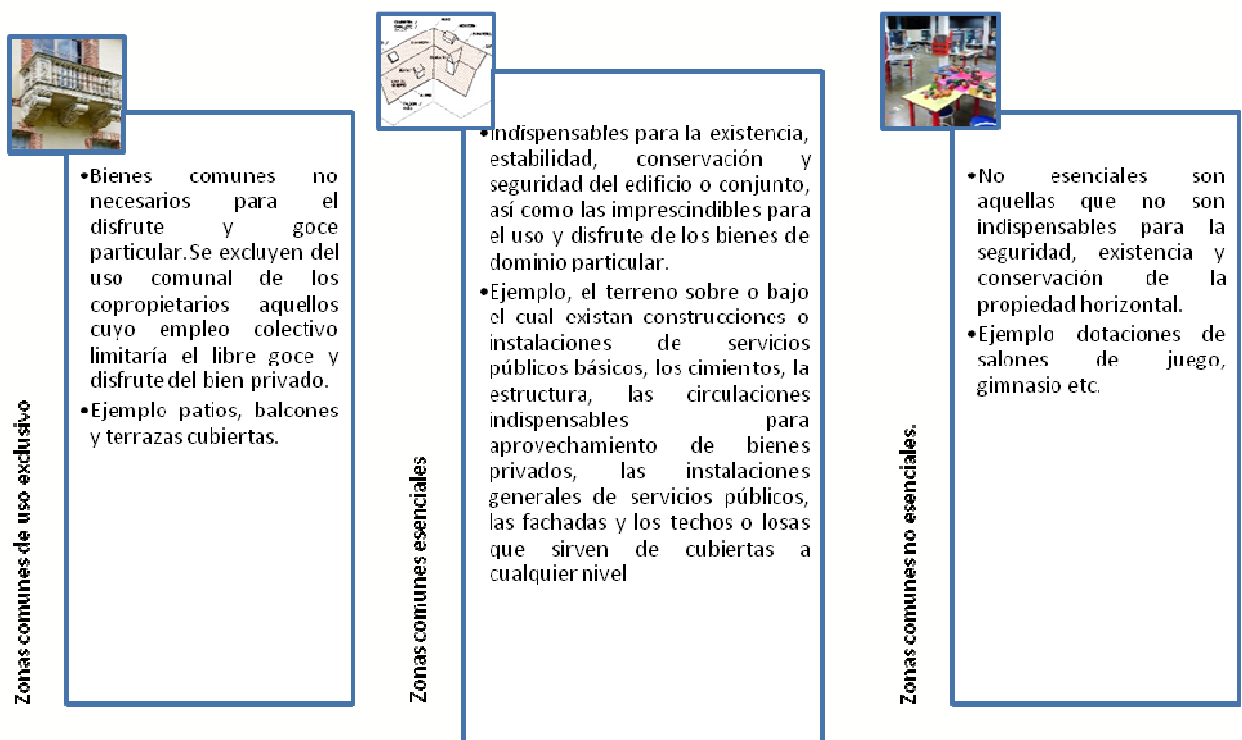 Zonas comunes de uso exclusivo
•Bienes comunes no
necesarios para el
disfrute y goce
particular.Se excluyen del
uso comunal de los
copropietarios aquellos
cuyo empleo colectivo
limitaría el libre goce y
disfrute del bien privado.
•Ejemplo patios, balcones
y terrazas cubiertas.
Zonas comunes esenciales
•Indispensables para la existencia,
estabilidad, conservación y
seguridad del edificio o conjunto,
así como las imprescindibles para
el uso y disfrute de los bienes de
dominio particular.
•Ejemplo, el terreno sobre o bajo
el cual existan construcciones o
instalaciones de servicios
públicos básicos, los cimientos, la
estructura, las circulaciones
indispensables para
aprovechamiento de bienes
privados, las instalaciones
generales de servicios públicos,
las fachadas y los techos o losas
que sirven de cubiertas a
cualquier nivel
Zonas comunes no esenciales.
•No esenciales son
aquellas que no son
indispensables para la
seguridad, existencia y
conservación de la
propiedad horizontal.
•Ejemplo dotaciones de
salones de juego,
gimnasio etc.